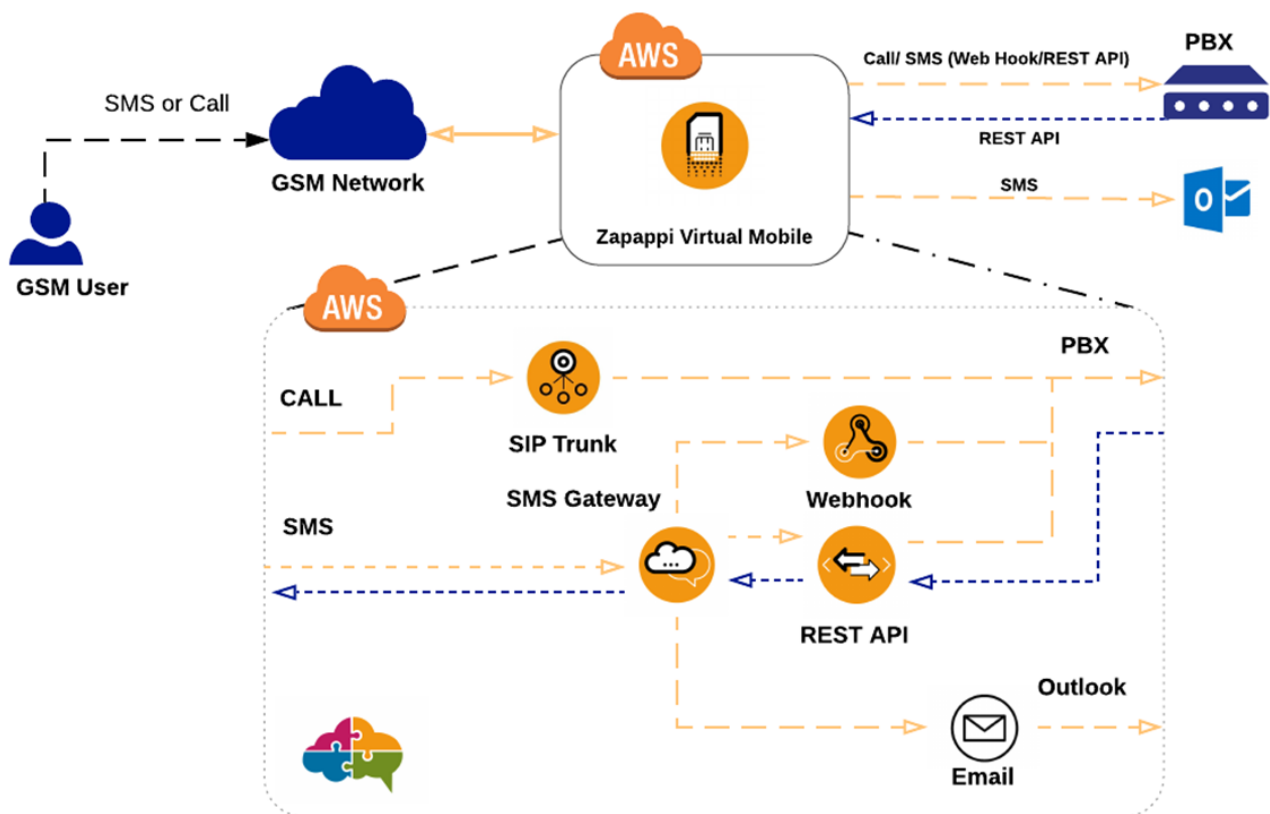 AWS
PBX
Call/ SMS (Web Hook/REST API)
SMS or Call
REST API
GSM Network
SMS
O
Zapappi Virtual Mobile
GSM User
AWS
PBX
CALL
SIP Trunk
SMS Gateway
Webhook
SMS
REST API
Outlook
Email